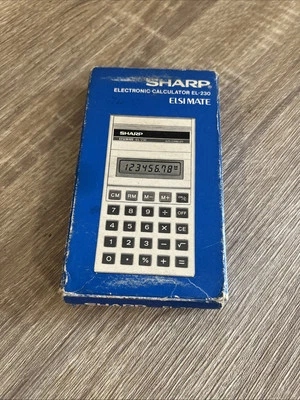 SHARP
ELECTRONIC CALCULATOR EL-230
ELSI MATE
SHARP
12345678
CM RM M− M+
7 8 9 ÷ OFF
4 5 6 × CE
1 2 3 − √
0 • % + =
SHARP